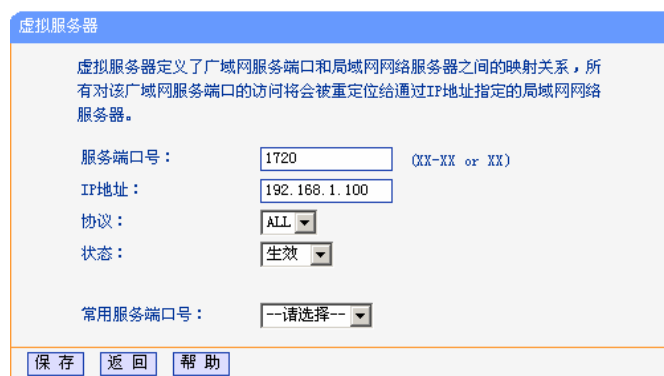 虚拟服务器
虚拟服务器定义了广域网服务端口和局域网网络服务器之间的映射关系，所
有对该广域网服务端口的访问将会被重定位给通过IP地址指定的局域网网络
服务器。
服务端口号： 1720 (XX-XX or XX)
IP地址： 192.168.1.100
协议： ALL
状态： 生效
常用服务端口号： --请选择--
保 存 返 回 帮 助